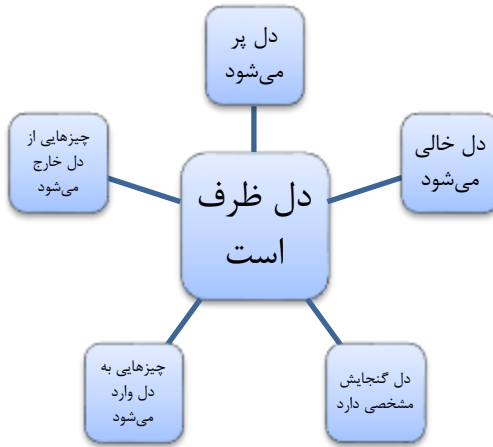 دل پر
می‌شود
دل خالی
می‌شود
چیزهایی از
دل خارج
می‌شود
دل ظرف
است
چیزهایی به
دل وارد
می‌شود
دل گنجایش
مشخصی دارد